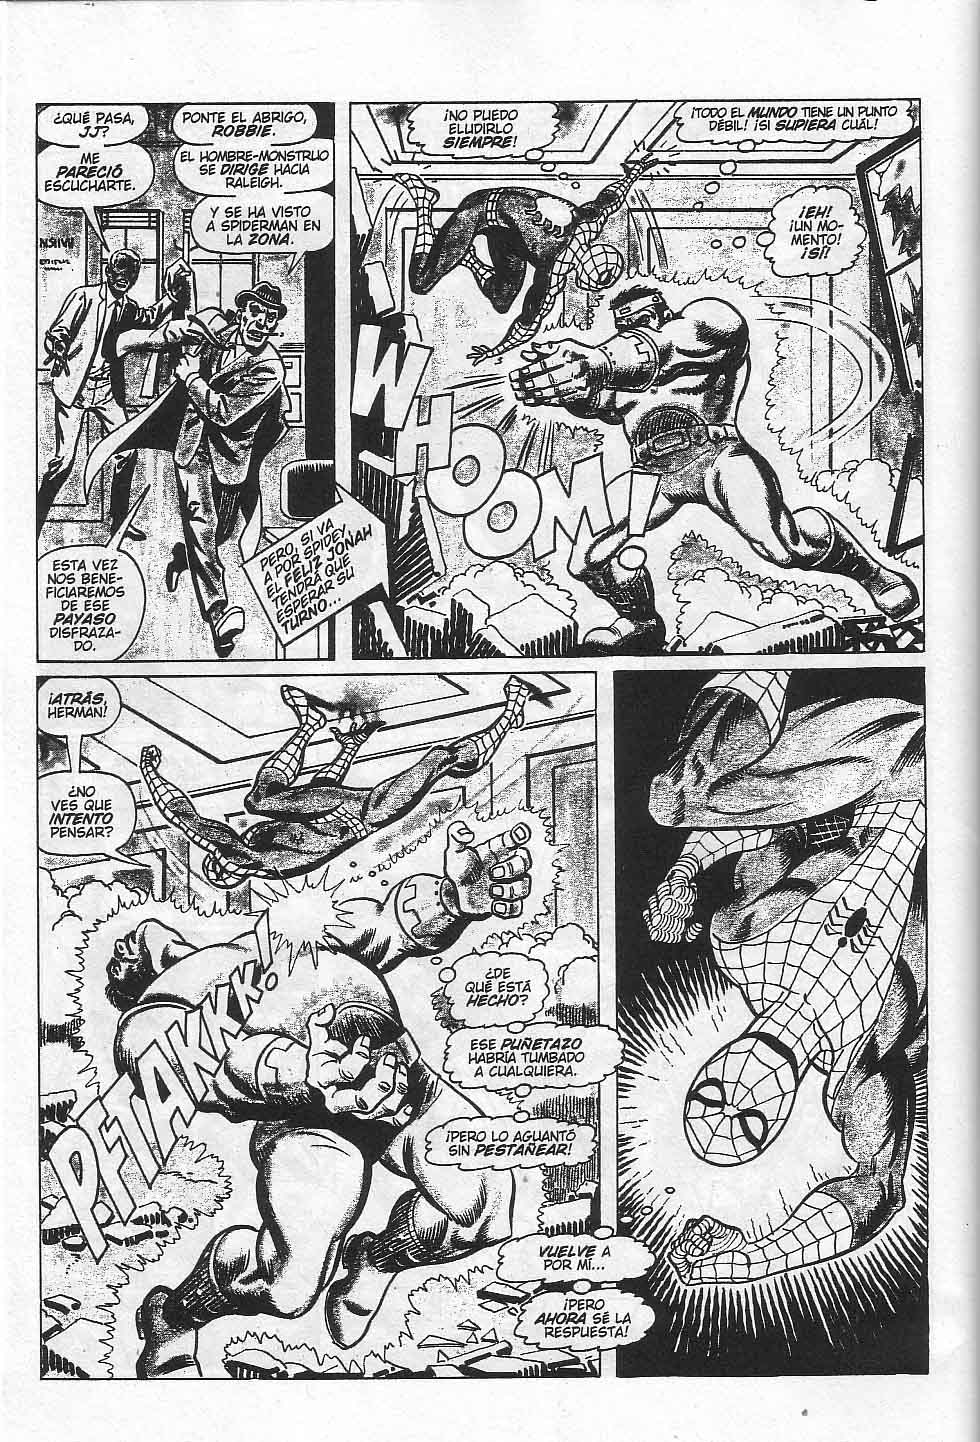 ¿QUÉ PASA,
JJ?
ME
PARECIÓ
ESCUCHARTE.
PONTE EL ABRIGO,
ROBBIE.
EL HOMBRE-MONSTRUO
SE DIRIGE HACIA
RALEIGH.
Y SE HA VISTO
A SPIDERMAN EN
LA ZONA.
ESTA VEZ
NOS BENE-
FICIAREMOS
DE ESE
PAYASO
DISFRAZA-
DO.
PERO, SI VA
A POR SPIDEY,
EL FELIZ JONAH
TENDRÁ QUE
ESPERAR SU
TURNO...
¡NO PUEDO
ELUDIRLO
SIEMPRE!
¡TODO EL MUNDO TIENE UN PUNTO
DÉBIL! ¡SI SUPIERA CUÁL!
¡EH!
¡UN MO-
MENTO!
¡SÍ!
WHOOM!
¡ATRÁS,
HERMAN!
¿NO
VES QUE
INTENTO
PENSAR?
PFTAKKK!
¿DE
QUÉ ESTÁ
HECHO?
ESE PUÑETAZO
HABRÍA TUMBADO
A CUALQUIERA.
¡PERO LO AGUANTÓ
SIN PESTAÑEAR!
VUELVE A
POR MÍ...
¡PERO
AHORA SÉ LA
RESPUESTA!